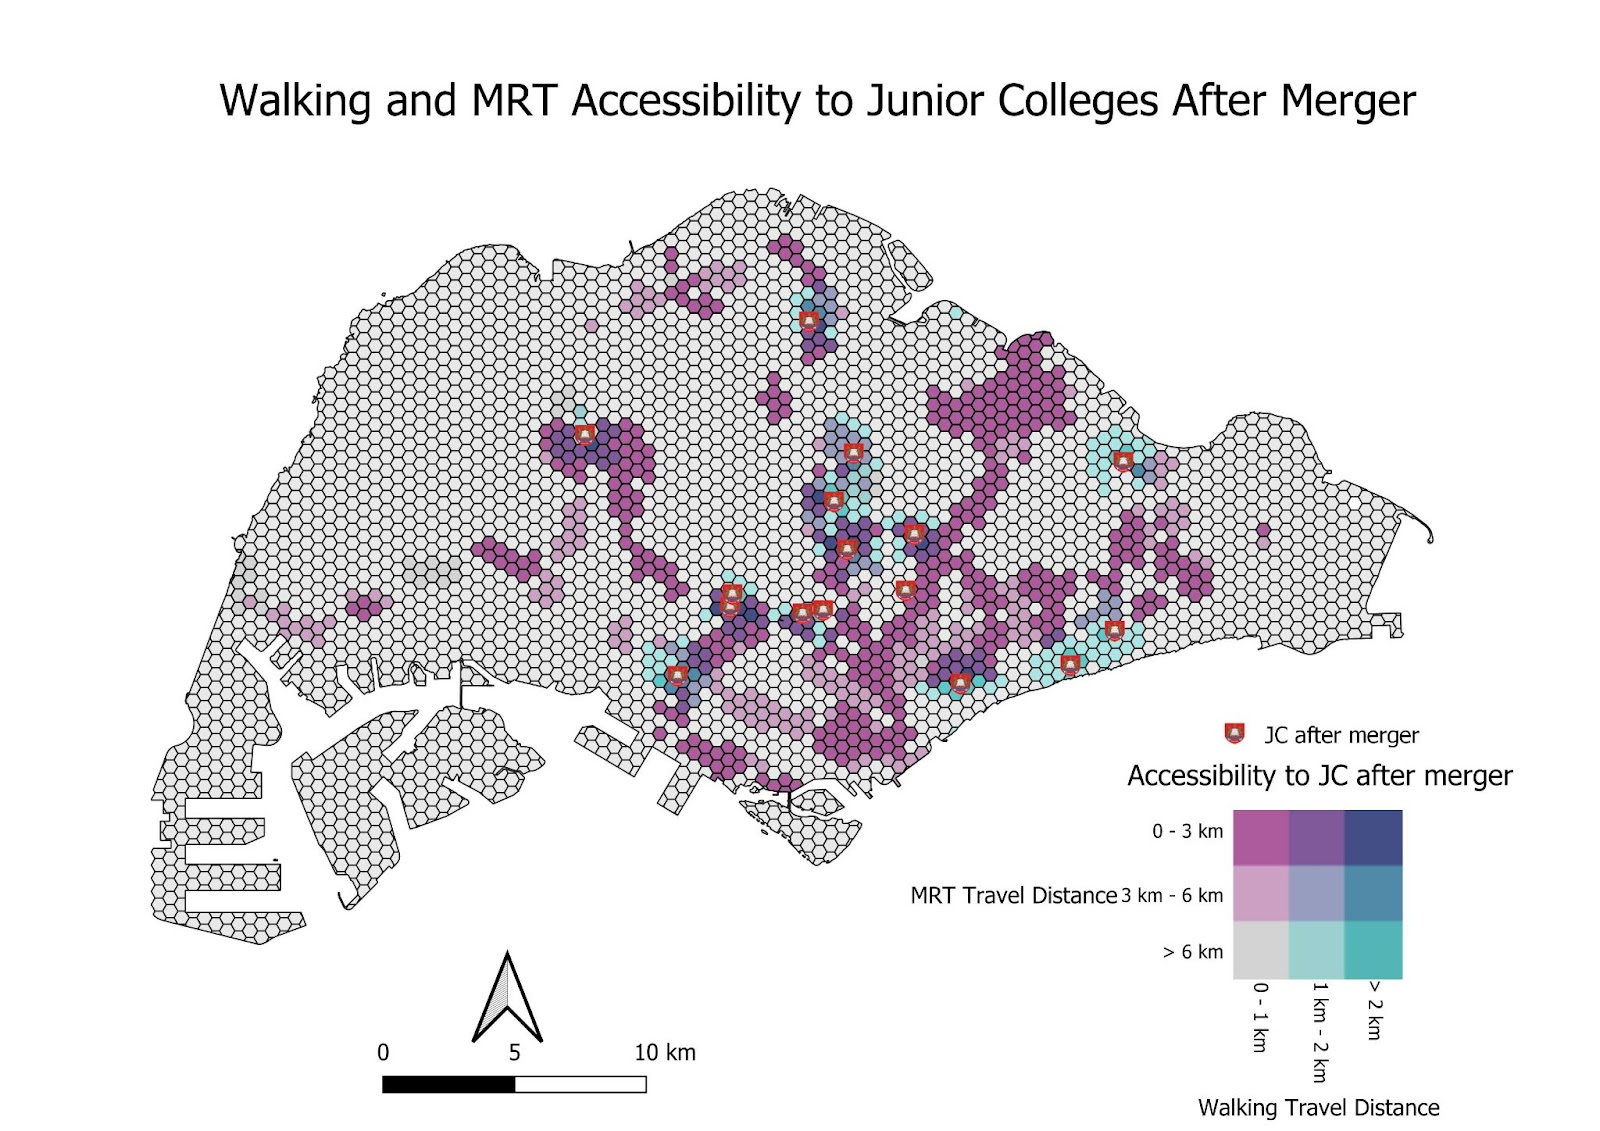 Walking and MRT Accessibility to Junior Colleges After Merger
JC after merger
Accessibility to JC after merger
0 - 3 km
MRT Travel Distance 3 km - 6 km
> 6 km
0 - 1 km
1 km - 2 km
> 2 km
Walking Travel Distance
0 5 10 km